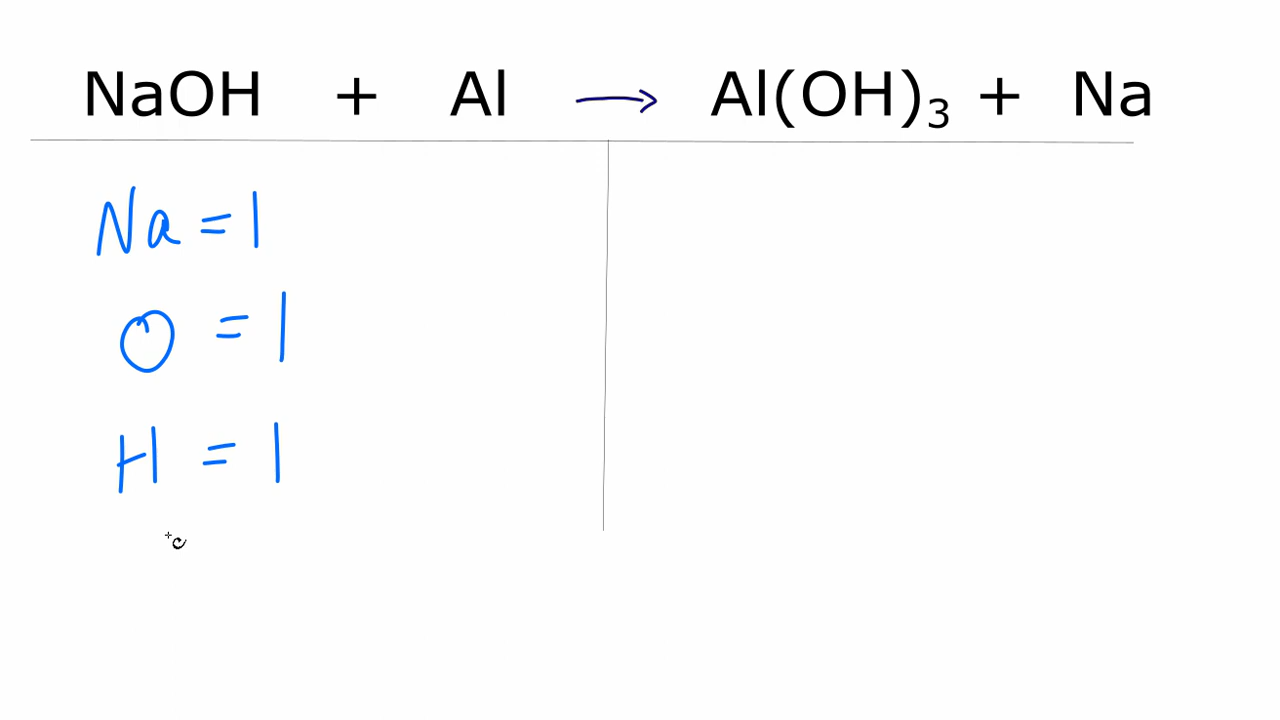 NaOH + Al → Al(OH)₃ + Na
Na = 1
O = 1
H = 1